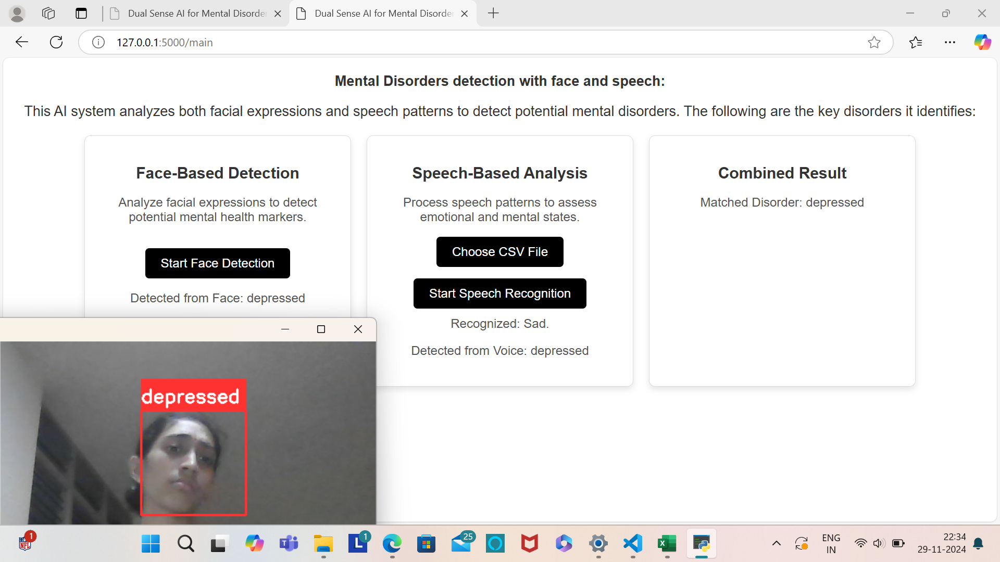 Dual Sense AI for Mental Disorde
Dual Sense AI for Mental Disorde
127.0.0.1:5000/main
Mental Disorders detection with face and speech:
This AI system analyzes both facial expressions and speech patterns to detect potential mental disorders. The following are the key disorders it identifies:
Face-Based Detection
Analyze facial expressions to detect
potential mental health markers.
Start Face Detection
Detected from Face: depressed
Speech-Based Analysis
Process speech patterns to assess
emotional and mental states.
Choose CSV File
Start Speech Recognition
Recognized: Sad.
Detected from Voice: depressed
Combined Result
Matched Disorder: depressed
depressed
1
NFL
L
1
25
ENG
IN
22:34
29-11-2024